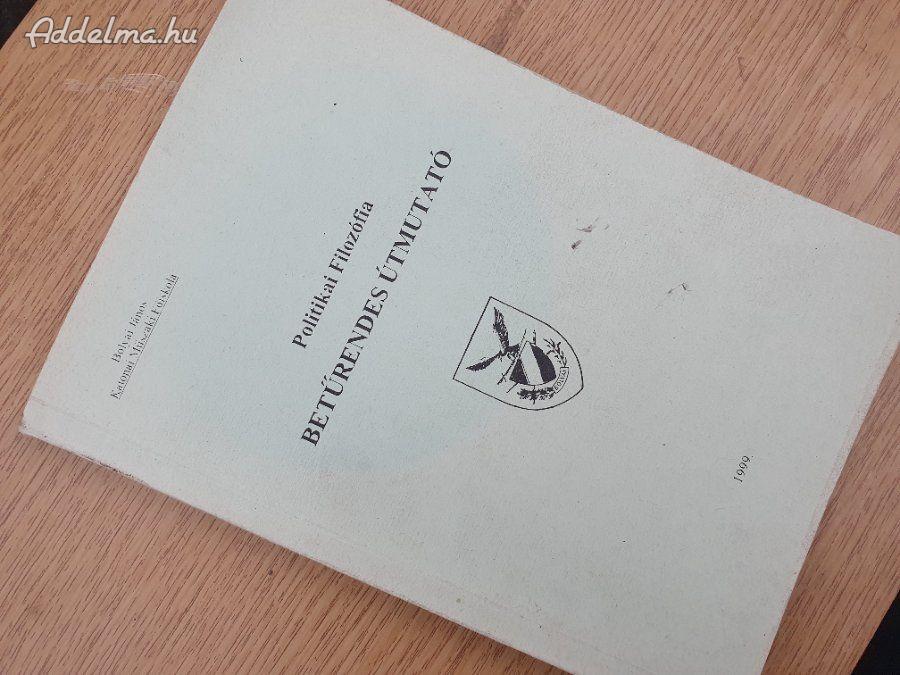 Addelma.hu
Bolyai János
Katonai Műszaki Főiskola
Politikai Filozófia
BETŰRENDES ÚTMUTATÓ
1999.